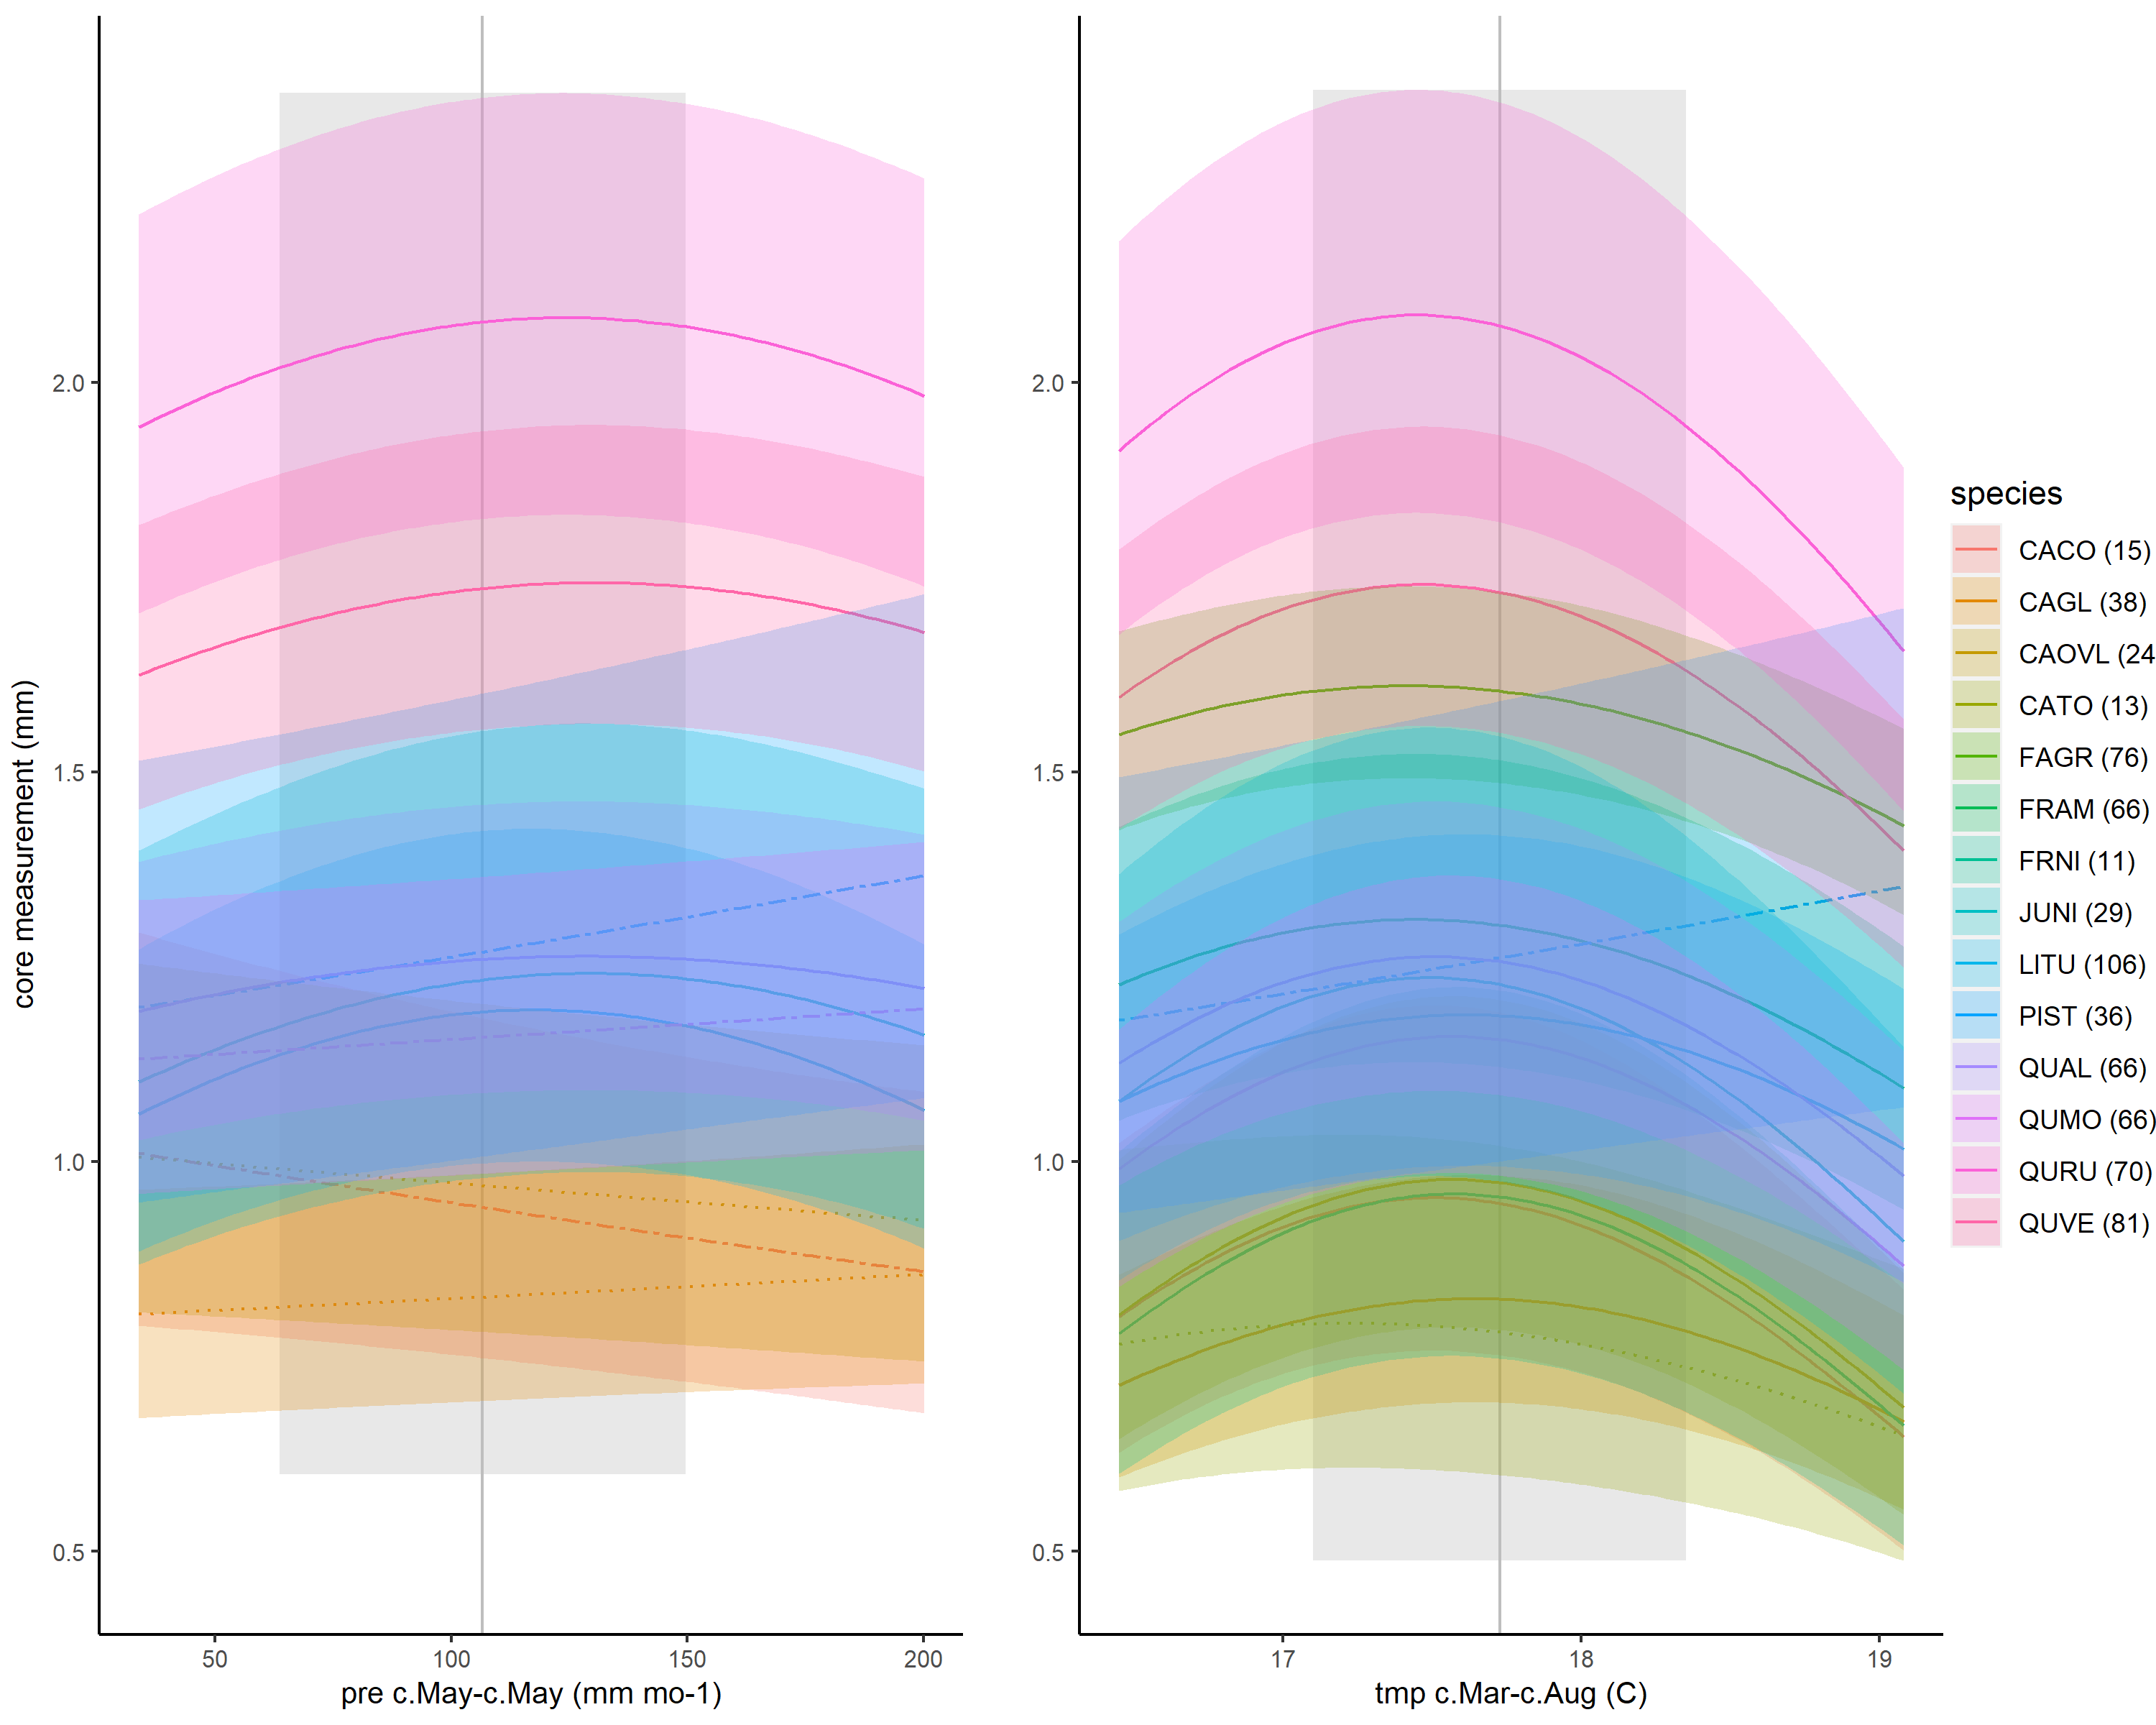 core measurement (mm)
2.0
1.5
1.0
0.5
50 100 150 200
pre c.May-c.May (mm mo-1)
2.0
1.5
1.0
0.5
17 18 19
tmp c.Mar-c.Aug (C)
species
CACO (15)
CAGL (38)
CAOVL (24
CATO (13)
FAGR (76)
FRAM (66)
FRNI (11)
JUNI (29)
LITU (106)
PIST (36)
QUAL (66)
QUMO (66)
QURU (70)
QUVE (81)